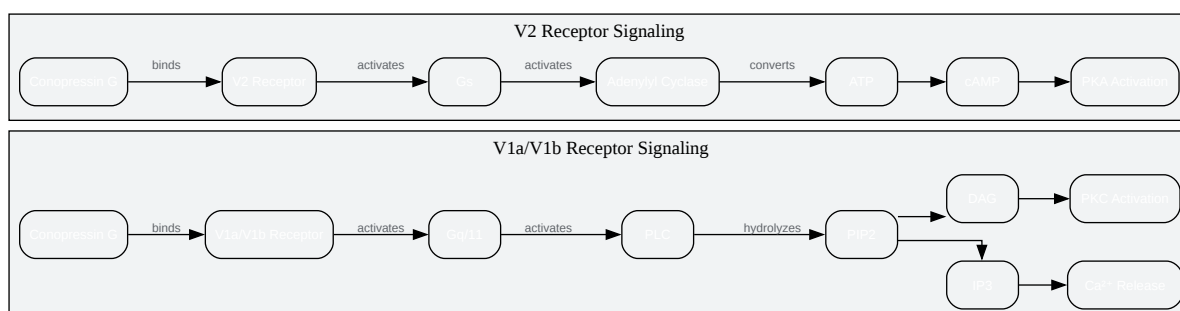 V2 Receptor Signaling
Conopressin G
binds
V2 Receptor
activates
Gs
activates
Adenylyl Cyclase
converts
ATP
cAMP
PKA Activation
V1a/V1b Receptor Signaling
Conopressin G
binds
V1a/V1b Receptor
activates
Gq/11
activates
PLC
hydrolyzes
PIP2
DAG
PKC Activation
IP3
Ca²⁺ Release